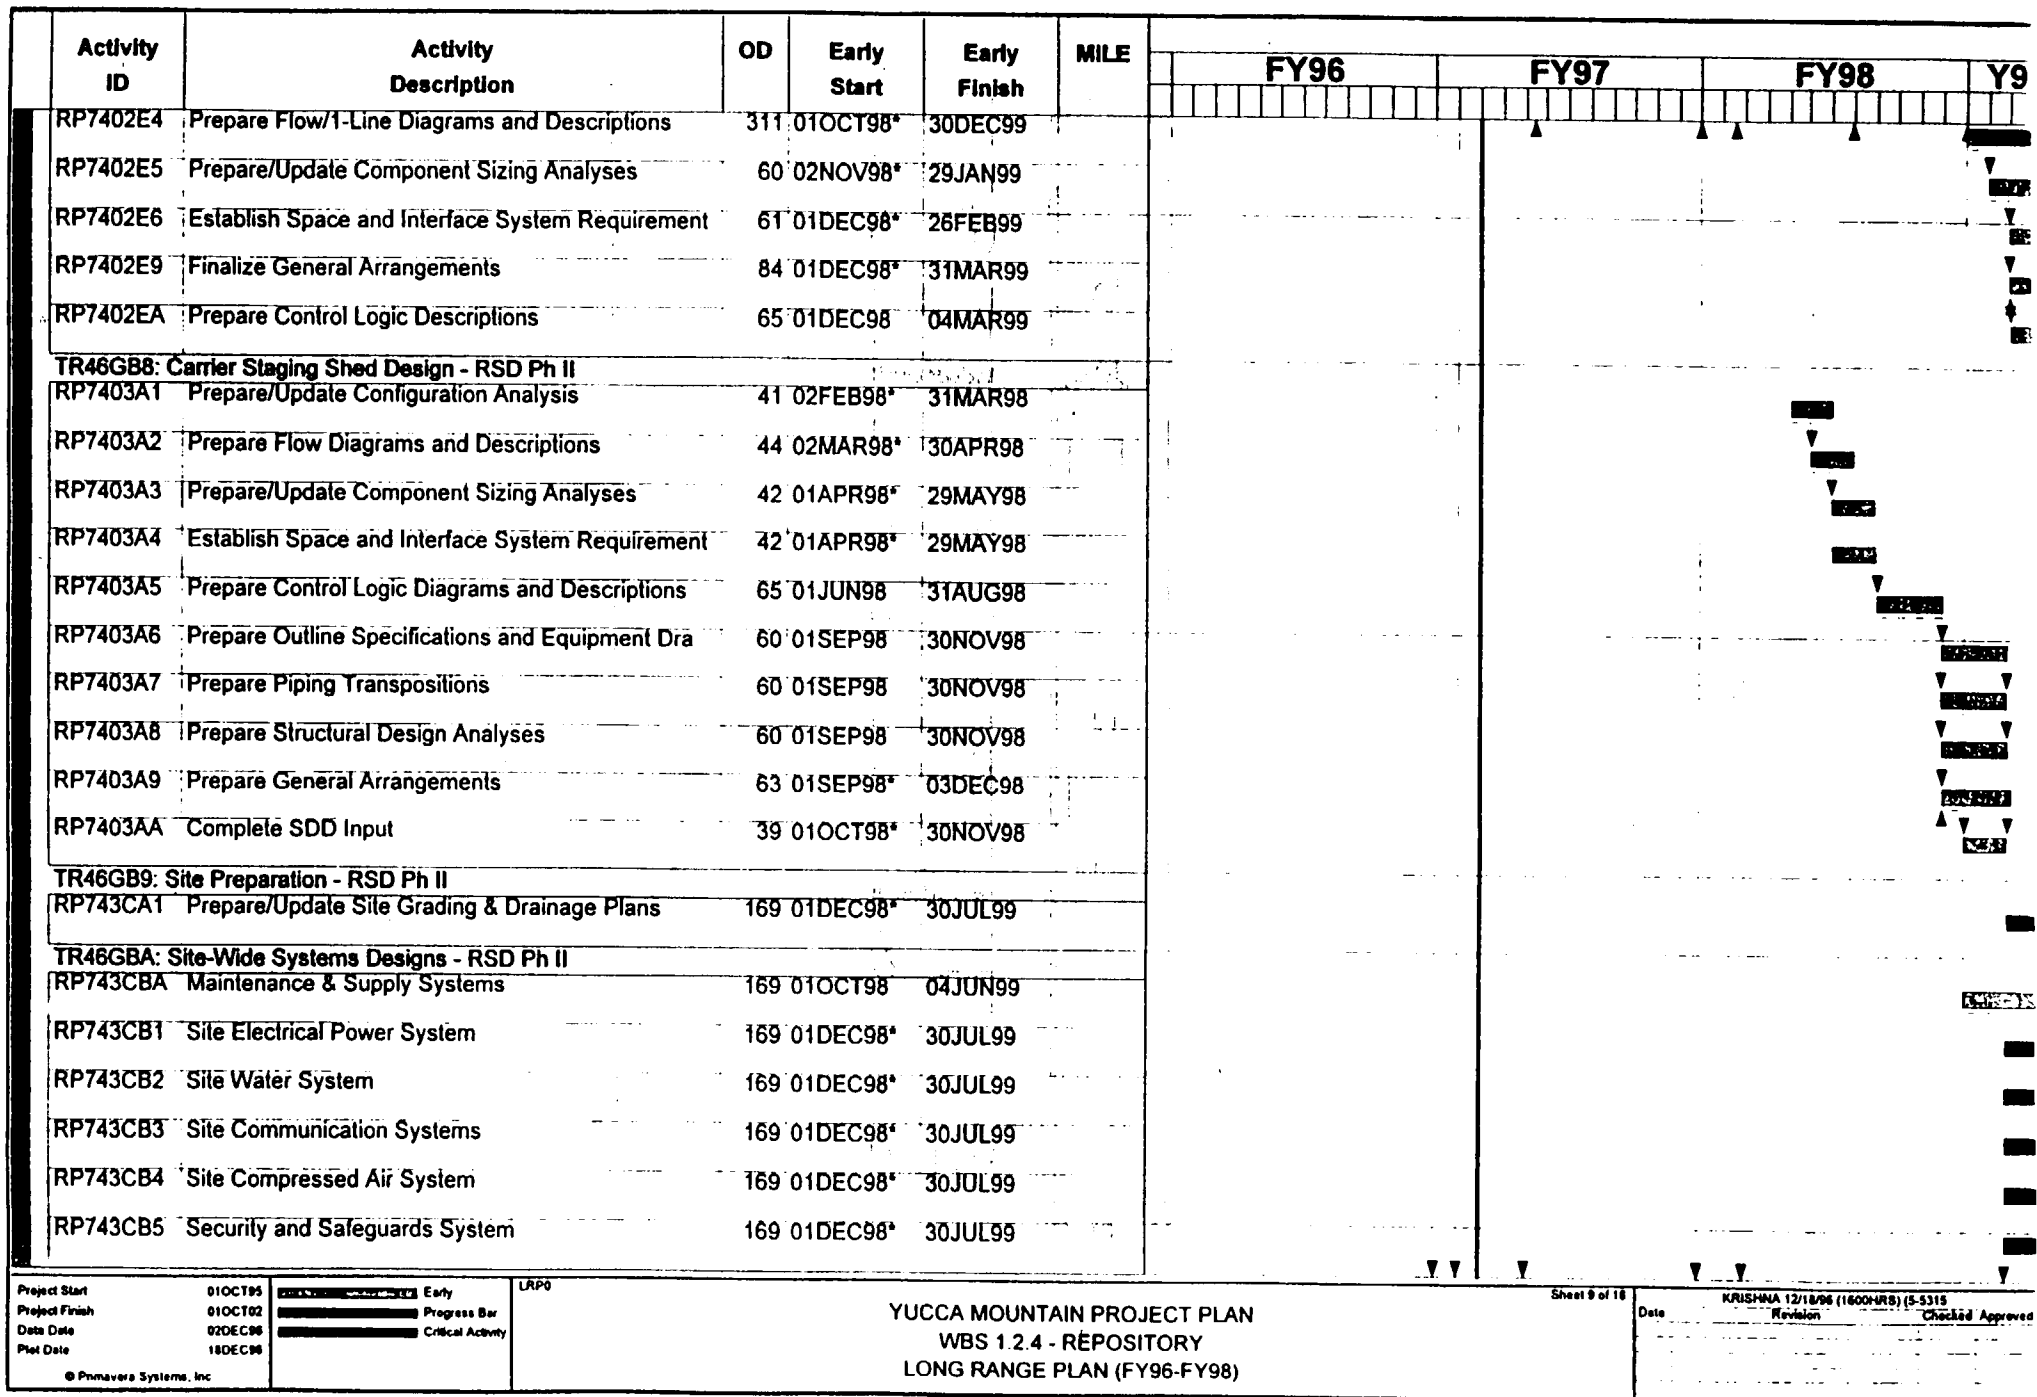 Activity ID Activity Description OD Early Start Early Finish MILE FY96 FY97 FY98 Y9
RP7402E4 Prepare Flow/1-Line Diagrams and Descriptions 311 01OCT98* 30DEC99
RP7402E5 Prepare/Update Component Sizing Analyses 60 02NOV98* 29JAN99
RP7402E6 Establish Space and Interface System Requirement 61 01DEC98* 26FEB99
RP7402E9 Finalize General Arrangements 84 01DEC98* 31MAR99
RP7402EA Prepare Control Logic Descriptions 65 01DEC98 04MAR99
TR46GB8: Carrier Staging Shed Design - RSD Ph II
RP7403A1 Prepare/Update Configuration Analysis 41 02FEB98* 31MAR98
RP7403A2 Prepare Flow Diagrams and Descriptions 44 02MAR98* 30APR98
RP7403A3 Prepare/Update Component Sizing Analyses 42 01APR98* 29MAY98
RP7403A4 Establish Space and Interface System Requirement 42 01APR98* 29MAY98
RP7403A5 Prepare Control Logic Diagrams and Descriptions 65 01JUN98 31AUG98
RP7403A6 Prepare Outline Specifications and Equipment Dra 60 01SEP98 30NOV98
RP7403A7 Prepare Piping Transpositions 60 01SEP98 30NOV98
RP7403A8 Prepare Structural Design Analyses 60 01SEP98 30NOV98
RP7403A9 Prepare General Arrangements 63 01SEP98* 03DEC98
RP7403AA Complete SDD Input 39 01OCT98* 30NOV98
TR46GB9: Site Preparation - RSD Ph II
RP743CA1 Prepare/Update Site Grading & Drainage Plans 169 01DEC98* 30JUL99
TR46GBA: Site-Wide Systems Designs - RSD Ph II
RP743CBA Maintenance & Supply Systems 169 01OCT98 04JUN99
RP743CB1 Site Electrical Power System 169 01DEC98* 30JUL99
RP743CB2 Site Water System 169 01DEC98* 30JUL99
RP743CB3 Site Communication Systems 169 01DEC98* 30JUL99
RP743CB4 Site Compressed Air System 169 01DEC98* 30JUL99
RP743CB5 Security and Safeguards System 169 01DEC98* 30JUL99
Project Start 01OCT95
Project Finish 01OCT02
Data Date 02DEC96
Plot Date 18DEC96
© Primavera Systems, Inc
Early
Progress Bar
Critical Activity
LRP0
YUCCA MOUNTAIN PROJECT PLAN
WBS 1.2.4 - REPOSITORY
LONG RANGE PLAN (FY96-FY98)
Sheet 9 of 18
KRISHNA 12/18/96 (1600HRS) (5-5315
Date Revision Checked Approved